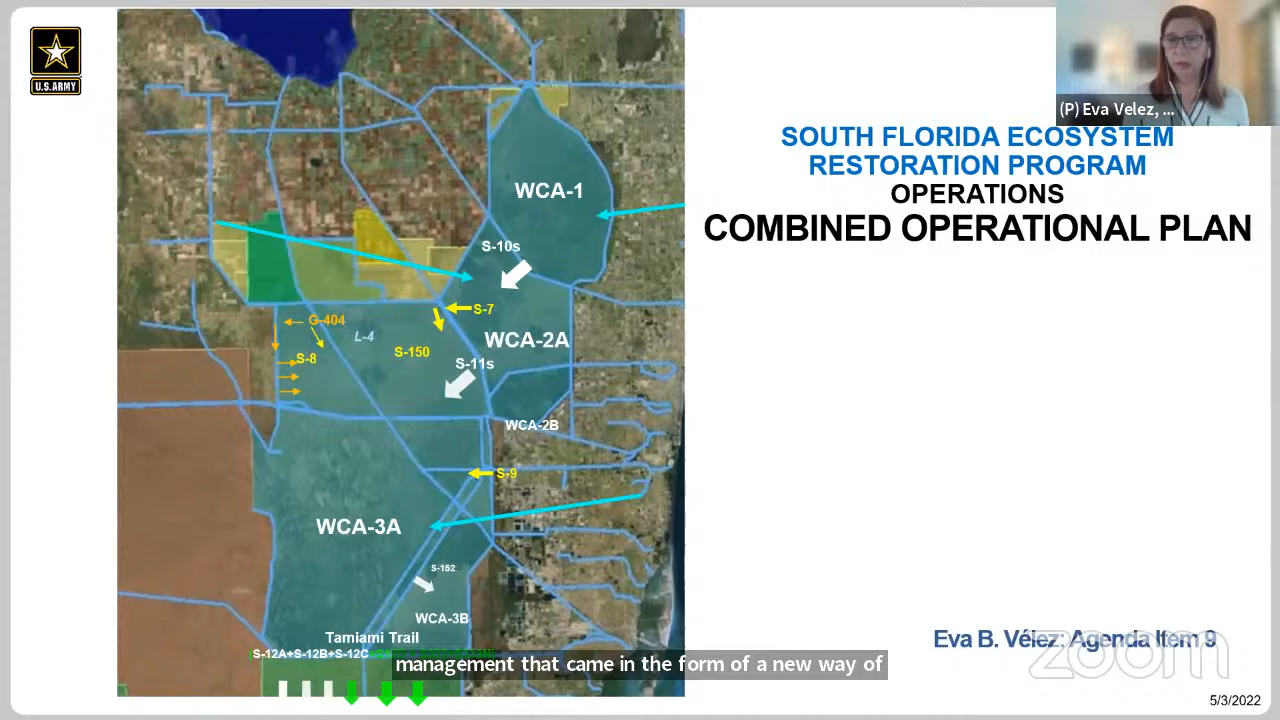 U.S.ARMY
(P) Eva Velez, ...
SOUTH FLORIDA ECOSYSTEM
RESTORATION PROGRAM
OPERATIONS
COMBINED OPERATIONAL PLAN
WCA-1
S-10s
S-7
G-404
L-4
WCA-2A
S-8
S-150
S-11s
WCA-2B
S-9
WCA-3A
S-152
WCA-3B
Tamiami Trail
(S-12A+S-12B+S-12C
management that came in the form of a new way of
Eva B. Vélez: Agenda Item 9
zoom
5/3/2022